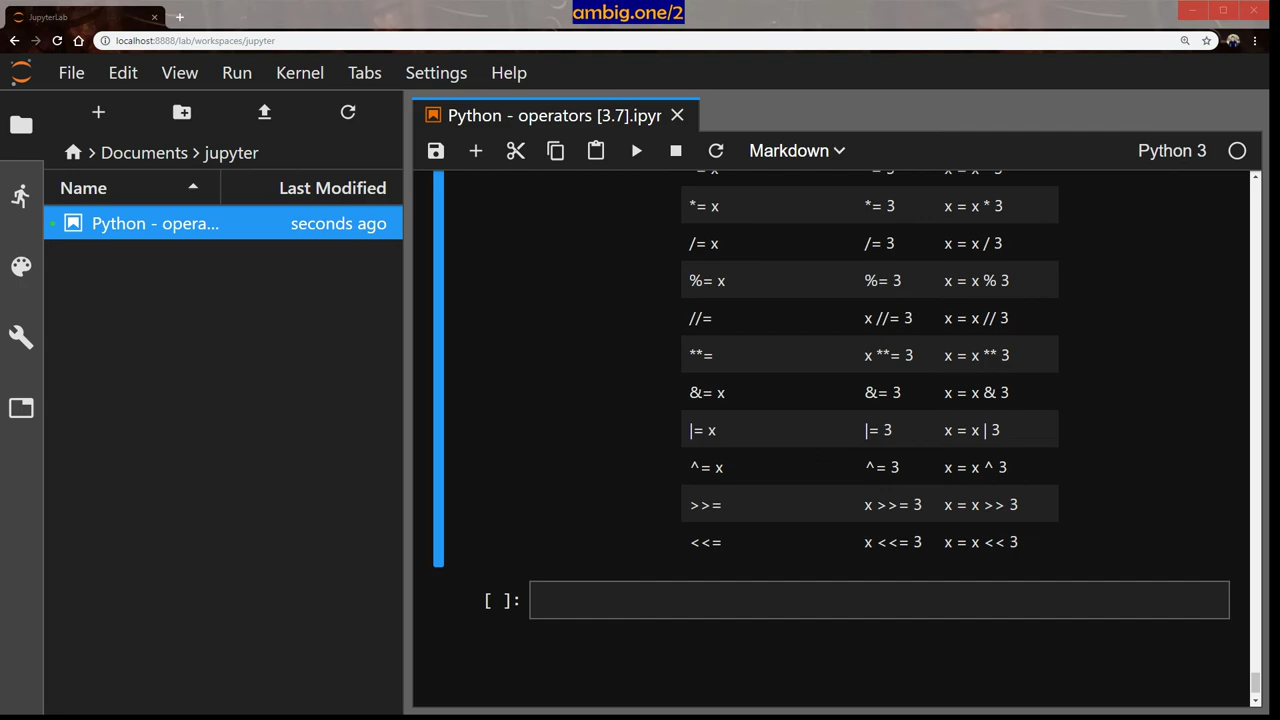 ambig.one/2
JupyterLab
localhost:8888/lab/workspaces/jupyter
File Edit View Run Kernel Tabs Settings Help
Python - operators [3.7].ipyr
> Documents > jupyter
Markdown
Python 3
Name Last Modified
Python - opera... seconds ago
*= x *= 3 x = x * 3
/= x /= 3 x = x / 3
%= x %= 3 x = x % 3
//= x //= 3 x = x // 3
**= x **= 3 x = x ** 3
&= x &= 3 x = x & 3
|= x |= 3 x = x | 3
^= x ^= 3 x = x ^ 3
>>= x >>= 3 x = x >> 3
<<= x <<= 3 x = x << 3
[ ]: